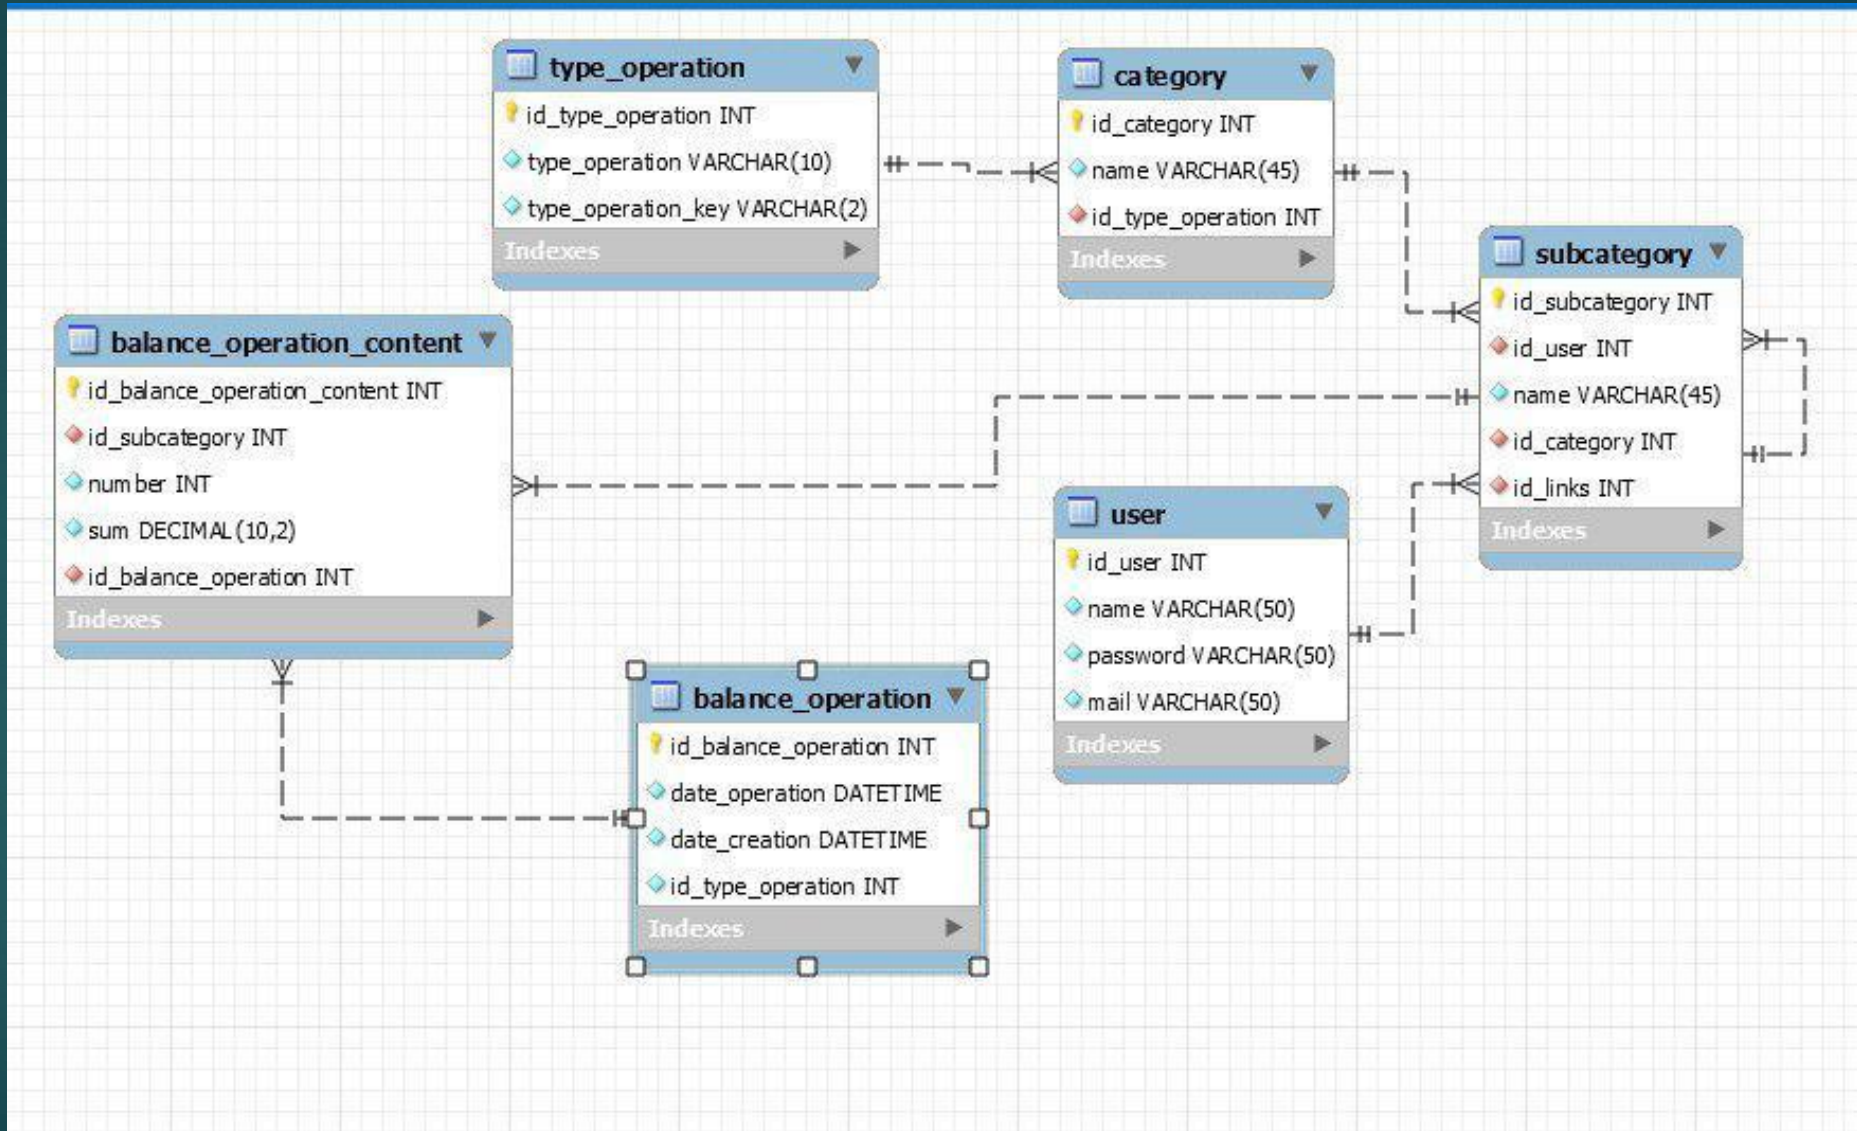 type_operation
id_type_operation INT
type_operation VARCHAR(10)
type_operation_key VARCHAR(2)
Indexes
category
id_category INT
name VARCHAR(45)
id_type_operation INT
Indexes
subcategory
id_subcategory INT
id_user INT
name VARCHAR(45)
id_category INT
id_links INT
Indexes
balance_operation_content
id_balance_operation_content INT
id_subcategory INT
number INT
sum DECIMAL(10,2)
id_balance_operation INT
Indexes
user
id_user INT
name VARCHAR(50)
password VARCHAR(50)
mail VARCHAR(50)
Indexes
balance_operation
id_balance_operation INT
date_operation DATETIME
date_creation DATETIME
id_type_operation INT
Indexes